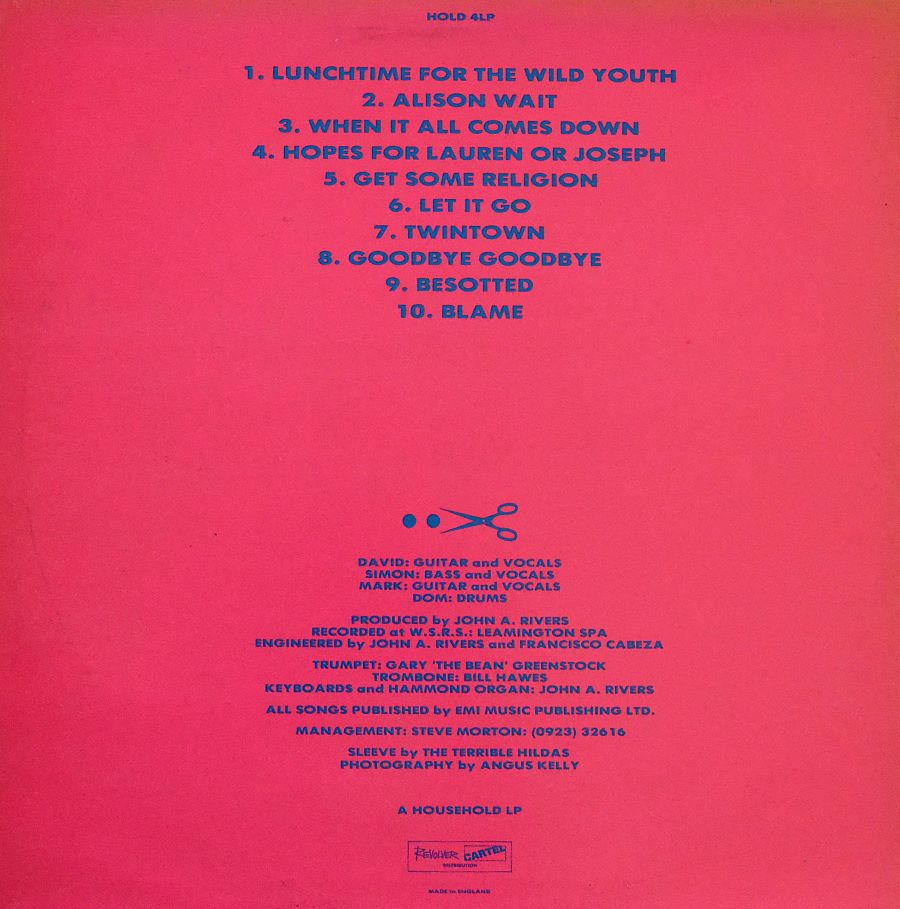 HOLD 4LP
1. LUNCHTIME FOR THE WILD YOUTH
2. ALISON WAIT
3. WHEN IT ALL COMES DOWN
4. HOPES FOR LAUREN OR JOSEPH
5. GET SOME RELIGION
6. LET IT GO
7. TWINTOWN
8. GOODBYE GOODBYE
9. BESOTTED
10. BLAME
DAVID: GUITAR and VOCALS
SIMON: BASS and VOCALS
MARK: GUITAR and VOCALS
DOM: DRUMS
PRODUCED by JOHN A. RIVERS
RECORDED at W.S.R.S.: LEAMINGTON SPA
ENGINEERED by JOHN A. RIVERS and FRANCISCO CABEZA
TRUMPET: GARY 'THE BEAN' GREENSTOCK
TROMBONE: BILL HAWES
KEYBOARDS and HAMMOND ORGAN: JOHN A. RIVERS
ALL SONGS PUBLISHED by EMI MUSIC PUBLISHING LTD.
MANAGEMENT: STEVE MORTON: (0923) 32616
SLEEVE by THE TERRIBLE HILDAS
PHOTOGRAPHY by ANGUS KELLY
A HOUSEHOLD LP
REVOLVER CARTEL
DISTRIBUTION
MADE in ENGLAND